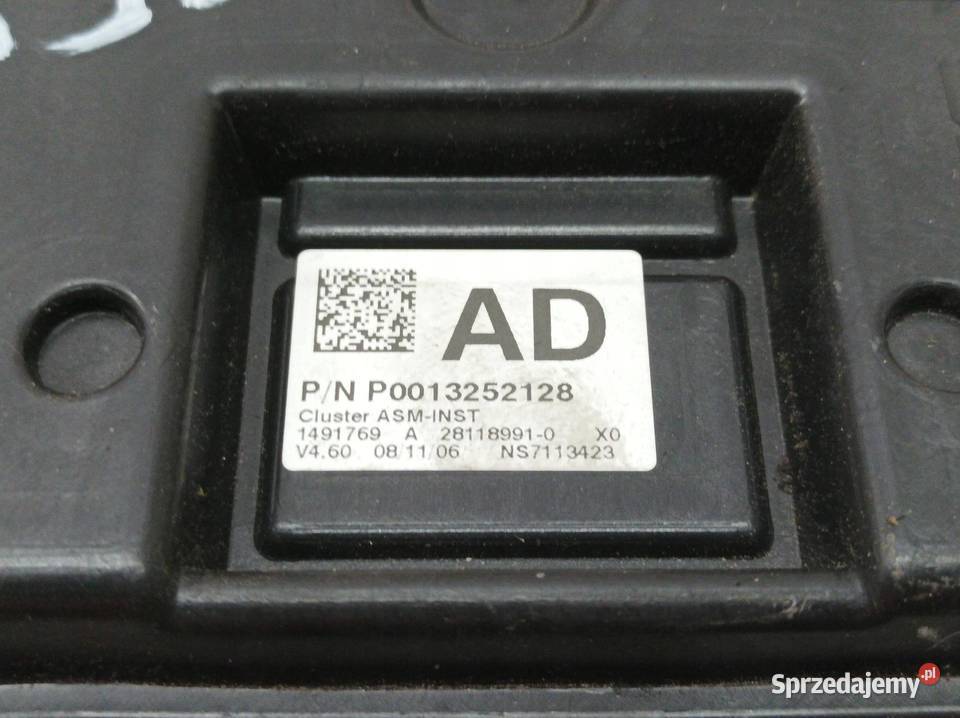 AD
P/N P0013252128
Cluster ASM-INST
1491769 A 28118991-0 X0
V4.60 08/11/06 NS7113423
Sprzedajemy.pl